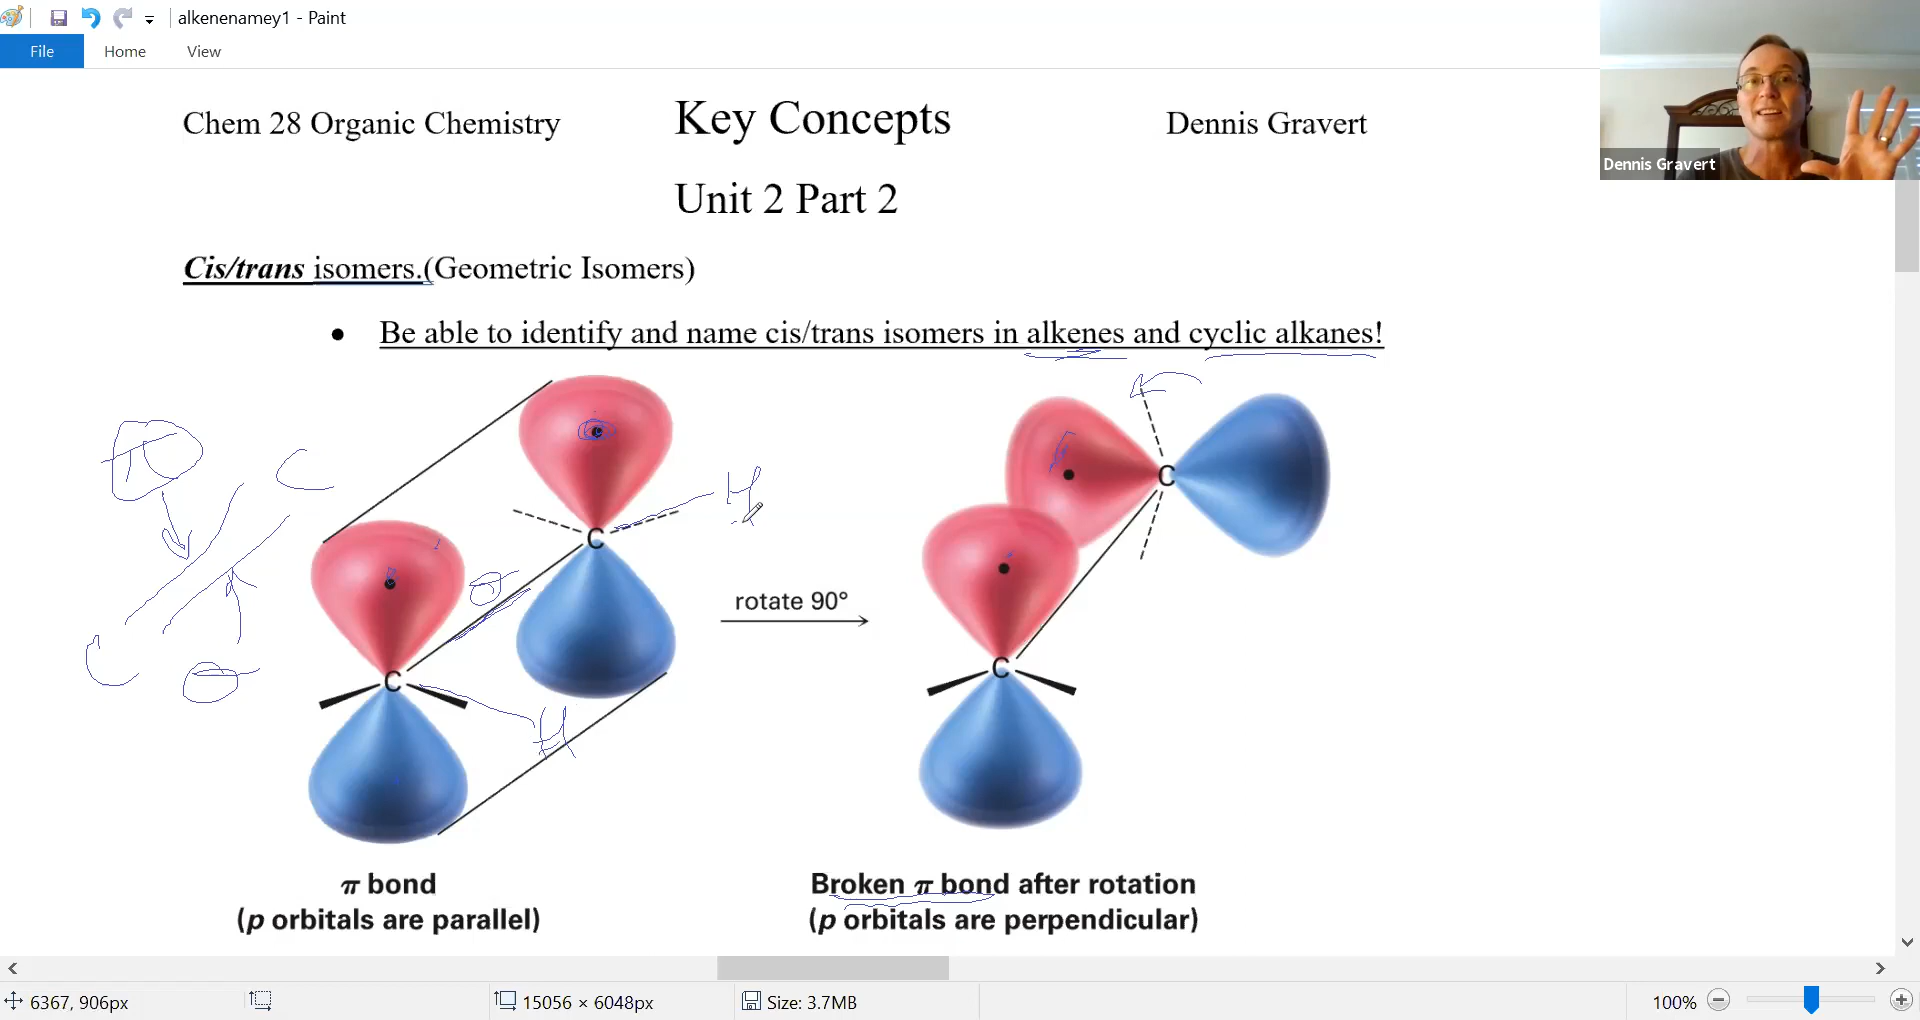 alkenenamey1 - Paint
File Home View
Chem 28 Organic Chemistry Key Concepts Dennis Gravert
Dennis Gravert
Unit 2 Part 2
Cis/trans isomers.(Geometric Isomers)
• Be able to identify and name cis/trans isomers in alkenes and cyclic alkanes!
π
C
H
C
C
σ
C
rotate 90°
C
σ
C
C
H
π bond
(p orbitals are parallel)
Broken π bond after rotation
(p orbitals are perpendicular)
6367, 906px 15056 × 6048px Size: 3.7MB 100%